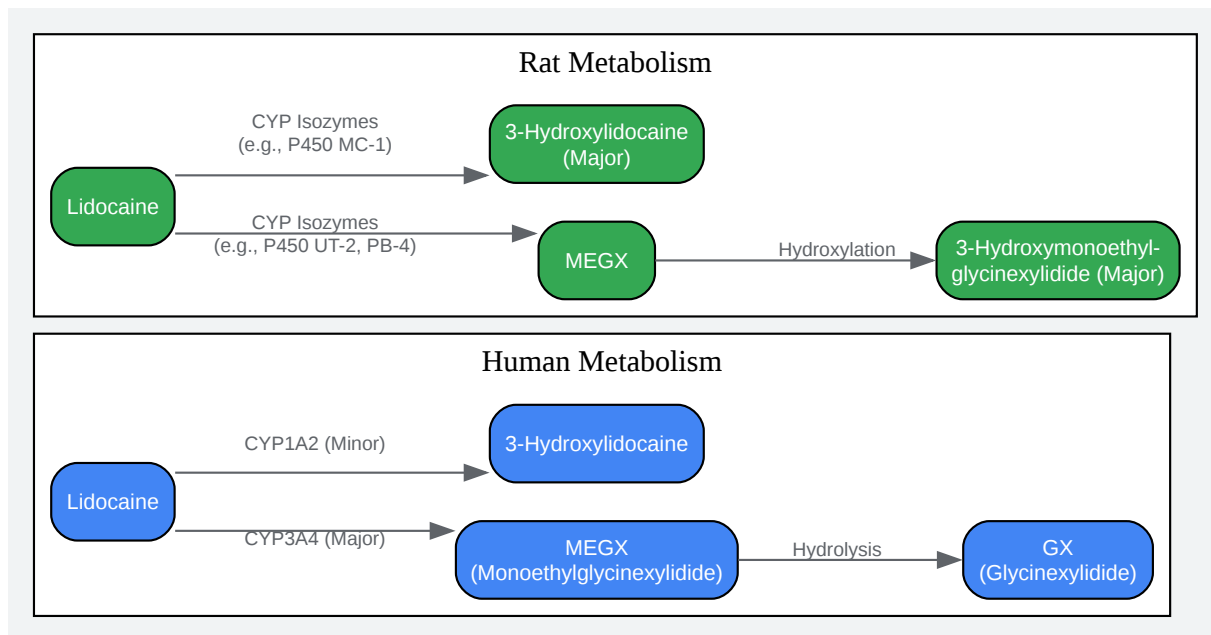 Rat Metabolism
CYP Isozymes
(e.g., P450 MC-1)
3-Hydroxylidocaine
(Major)
Lidocaine
CYP Isozymes
(e.g., P450 UT-2, PB-4)
MEGX
Hydroxylation
3-Hydroxymonoethyl-
glycinexylidide (Major)
Human Metabolism
CYP1A2 (Minor)
3-Hydroxylidocaine
Lidocaine
CYP3A4 (Major)
MEGX
(Monoethylglycinexylidide)
Hydrolysis
GX
(Glycinexylidide)